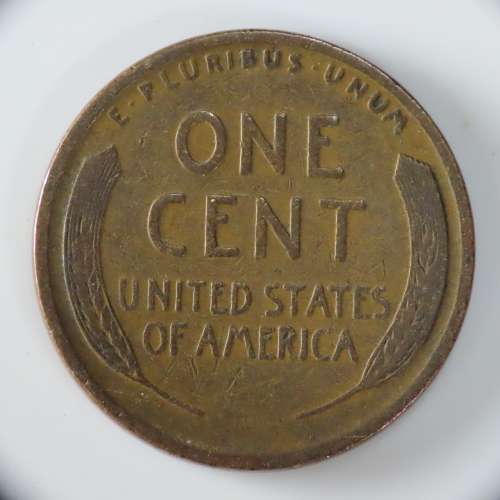 E·PLURIBUS·UNUM
ONE
CENT
UNITED STATES
OF AMERICA